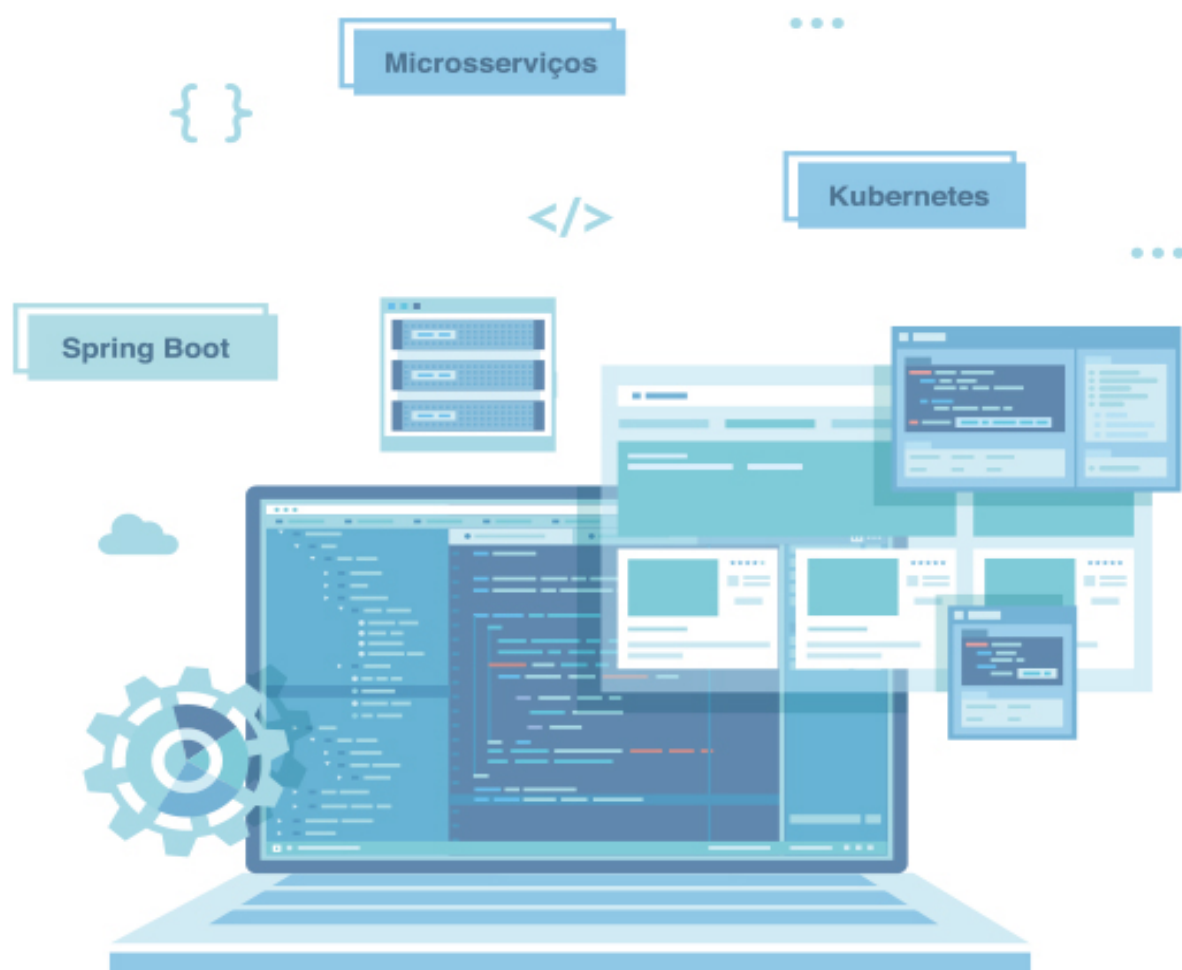 Microsserviços
Kubernetes
</>
{ }
Spring Boot